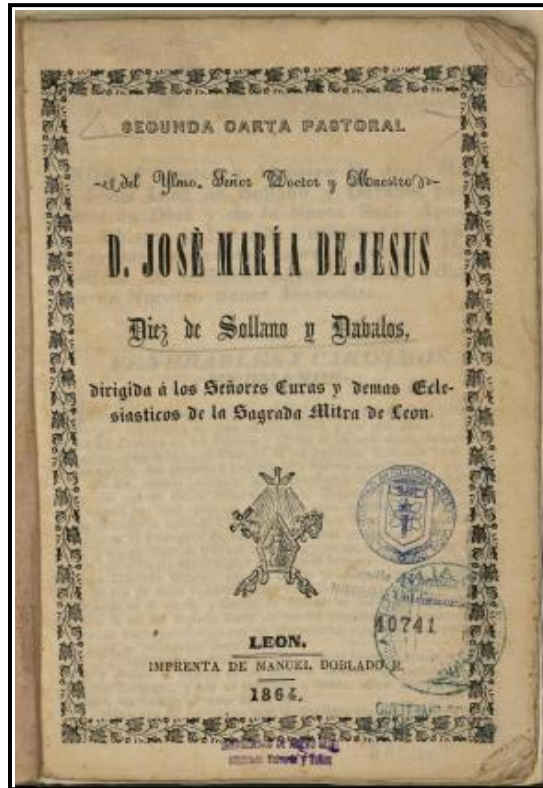 SEGUNDA CARTA PASTORAL
del Ylmo. Señor Doctor y Maestro
D. JOSÈ MARÍA DE JESUS
Diez de Sollano y Davalos,
dirigida á los Señores Curas y demas Ecle-
siasticos de la Sagrada Mitra de Leon.
10741
LEON.
IMPRENTA DE MANUEL DOBLADO R.
1864.